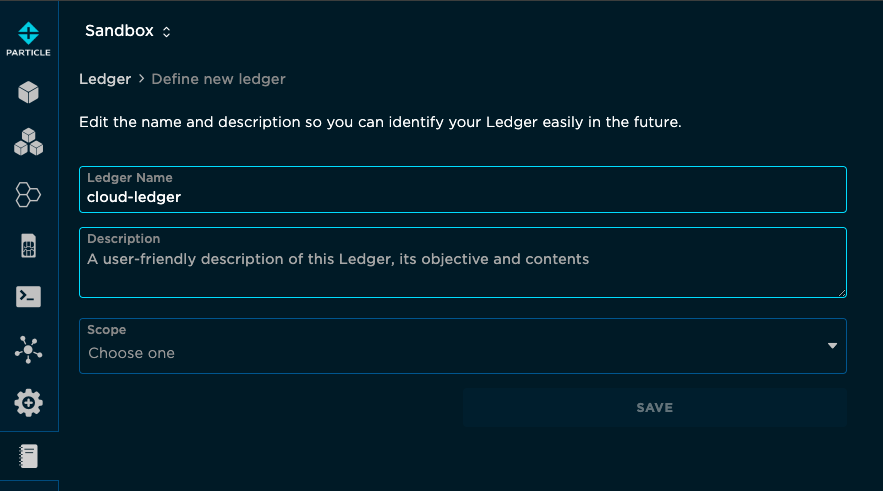 Sandbox
PARTICLE
Ledger > Define new ledger
Edit the name and description so you can identify your Ledger easily in the future.
Ledger Name
cloud-ledger
Description
A user-friendly description of this Ledger, its objective and contents
Scope
Choose one
SAVE